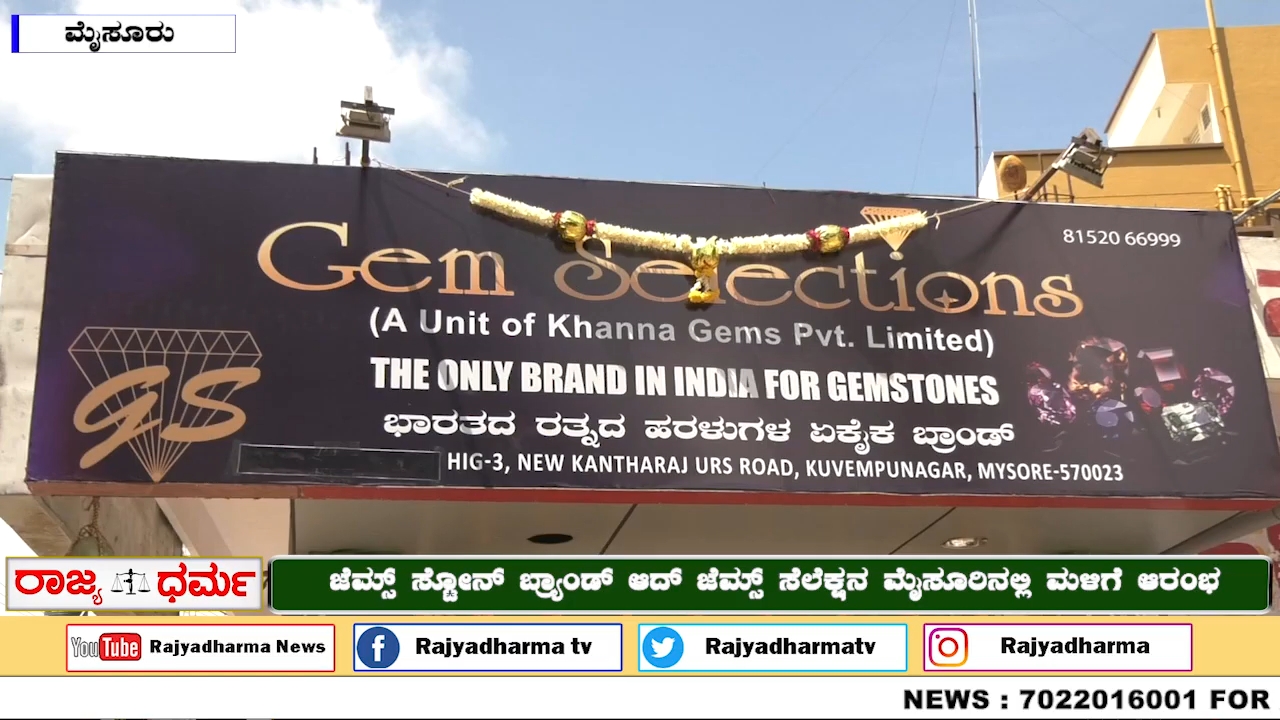 ಮೈಸೂರು
81520 66999
Gem Selections
(A Unit of Khanna Gems Pvt. Limited)
THE ONLY BRAND IN INDIA FOR GEMSTONES
ಭಾರತದ ರತ್ನದ ಹರಳುಗಳ ಏಕೈಕ ಬ್ರಾಂಡ್
GS
HIG-3, NEW KANTHARAJ URS ROAD, KUVEMPUNAGAR, MYSORE-570023
ರಾಜ್ಯ ಧರ್ಮ
ಜೆಮ್ಸ್ ಸ್ಟೋನ್ ಬ್ರ್ಯಾಂಡ್ ಆದ್ ಜೆಮ್ಸ್ ಸೆಲೆಕ್ಷನ ಮೈಸೂರಿನಲ್ಲಿ ಮಳಿಗೆ ಆರಂಭ
YouTube Rajyadharma News
f Rajyadharma tv
Rajyadharmatv
Rajyadharma
NEWS : 7022016001 FOR